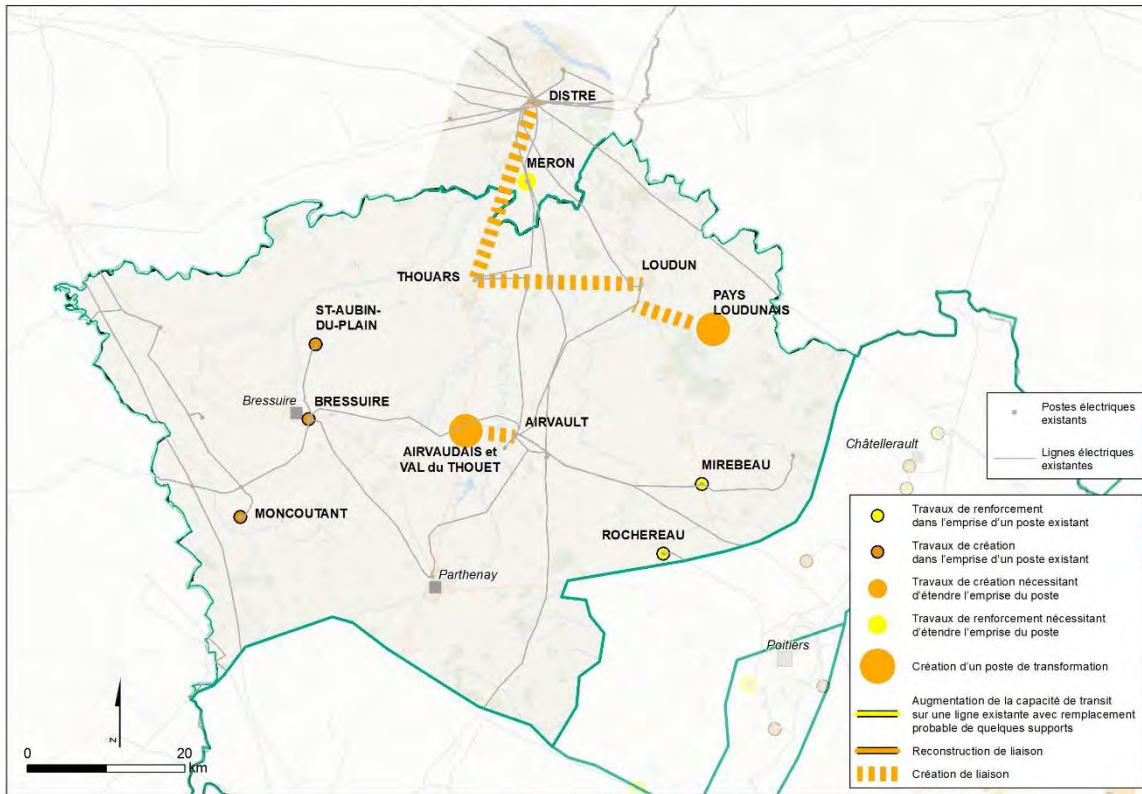 DISTRE
MERON
THOUARS
LOUDUN
PAYS
LOUDUNAIS
ST-AUBIN-
DU-PLAIN
Bressuire
BRESSUIRE
AIRVAULT
AIRVAUDAIS et
VAL du THOUET
MIREBEAU
MONCOUTANT
ROCHEREAU
Parthenay
Châtellerault
Poitiers
Postes électriques
existants
Lignes électriques
existantes
Travaux de renforcement
dans l'emprise d'un poste existant
Travaux de création
dans l'emprise d'un poste existant
Travaux de création nécessitant
d'étendre l'emprise du poste
Travaux de renforcement nécessitant
d'étendre l'emprise du poste
Création d'un poste de transformation
Augmentation de la capacité de transit
sur une ligne existante avec remplacement
probable de quelques supports
Reconstruction de liaison
Création de liaison
N
0 20
km